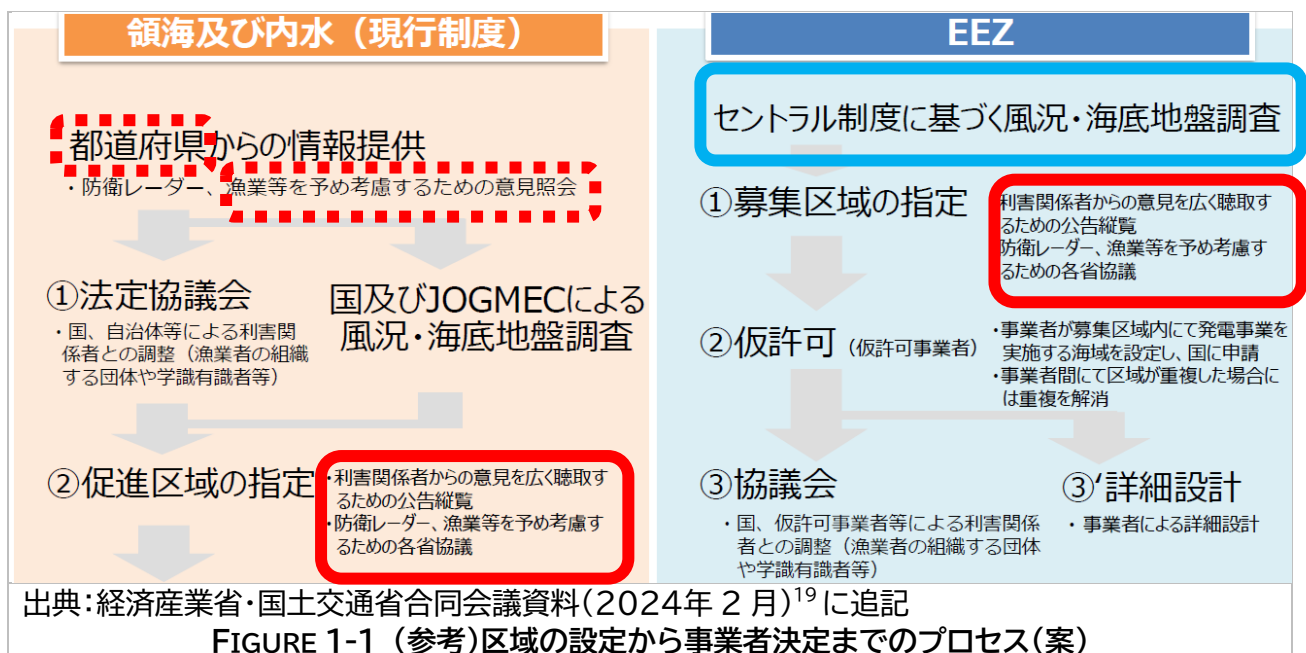 領海及び内水（現行制度）
都道府県からの情報提供
・防衛レーダー、漁業等を予め考慮するための意見照会
①法定協議会
・国、自治体等による利害関
係者との調整（漁業者の組織
する団体や学識有識者等）
国及びJOGMECによる
風況・海底地盤調査
②促進区域の指定
・利害関係者からの意見を広く聴取す
るための公告縦覧
・防衛レーダー、漁業等を予め考慮す
るための各省協議
EEZ
セントラル制度に基づく風況・海底地盤調査
①募集区域の指定
利害関係者からの意見を広く聴取す
るための公告縦覧
防衛レーダー、漁業等を予め考慮す
るための各省協議
②仮許可（仮許可事業者）
・事業者が募集区域内にて発電事業を
実施する海域を設定し、国に申請
・事業者間にて区域が重複した場合に
は重複を解消
③協議会
・国、仮許可事業者等による利害関係
者との調整（漁業者の組織する団体
や学識有識者等）
③‘詳細設計
・事業者による詳細設計
出典：経済産業省・国土交通省合同会議資料（2024年２月）19に追記
FIGURE 1-1 （参考）区域の設定から事業者決定までのプロセス（案）